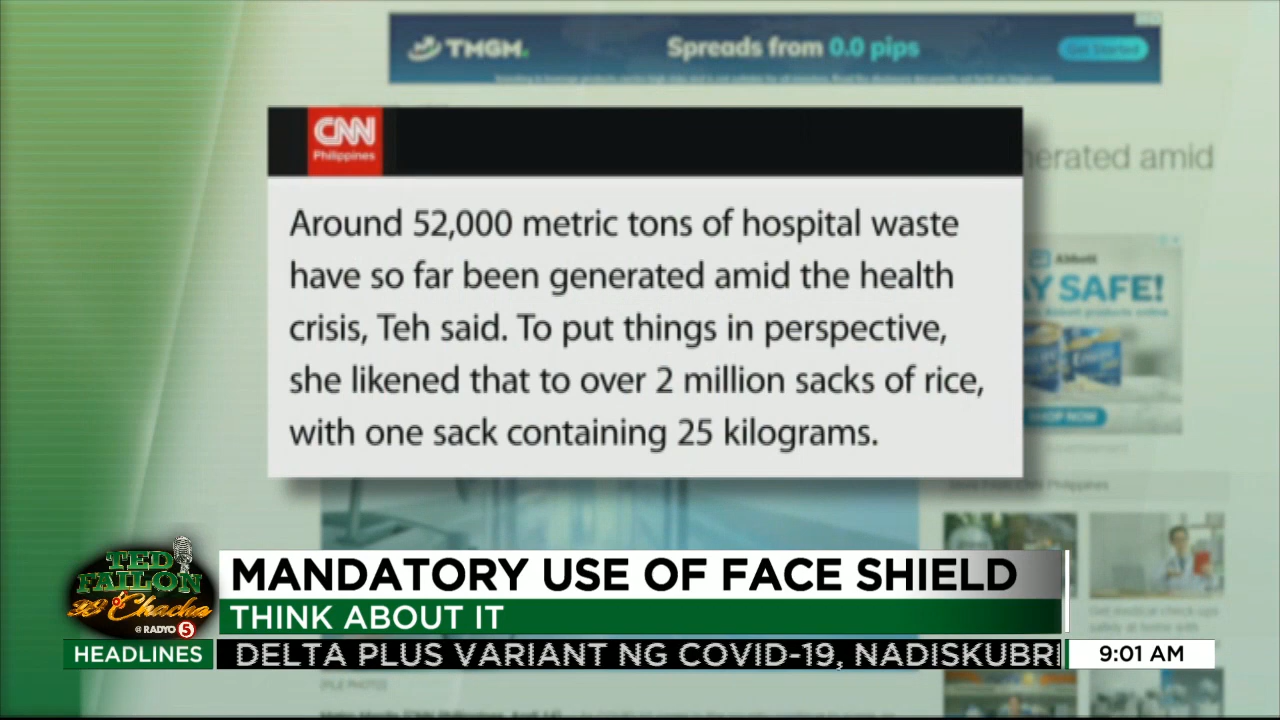 TMGM.
Spreads from 0.0 pips
Get Started
CNN
Philippines
nerated amid
Around 52,000 metric tons of hospital waste
have so far been generated amid the health
crisis, Teh said. To put things in perspective,
she likened that to over 2 million sacks of rice,
with one sack containing 25 kilograms.
Abbott
AY SAFE!
SHOP NOW
TED
FAILON
Chacha
@ RADYO 5
MANDATORY USE OF FACE SHIELD
THINK ABOUT IT
HEADLINES
DELTA PLUS VARIANT NG COVID-19, NADISKUBRI
9:01 AM